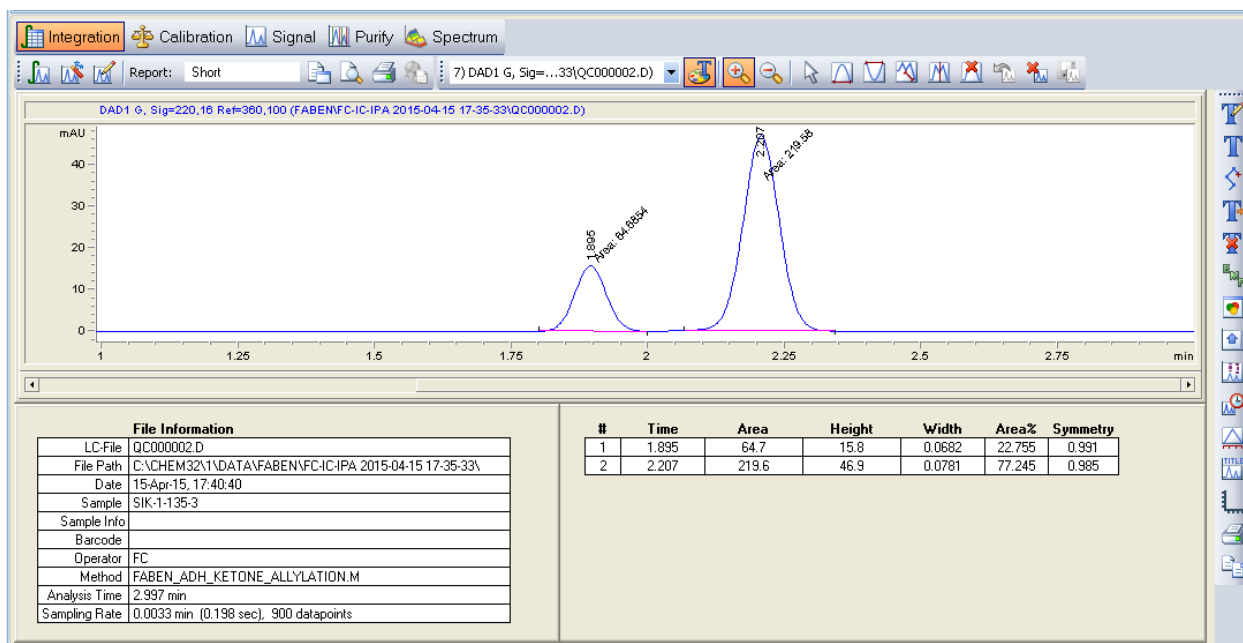 Integration Calibration Signal Purify Spectrum
Report: Short 7) DAD1 G, Sig=...33\QC000002.D)
DAD1 G, Sig=220,16 Ref=360,100 (FABEN\FC-IC-IPA 2015-04-15 17-35-33\QC000002.D)
mAU
40
30
20
10
0
1.895
Area: 64.6854
2.207
Area: 219.58
1 1.25 1.5 1.75 2 2.25 2.5 2.75 min
File Information
LC-File QC000002.D
File Path C:\CHEM32\1\DATA\FABEN\FC-IC-IPA 2015-04-15 17-35-33\
Date 15-Apr-15, 17:40:40
Sample SIK-1-135-3
Sample Info
Barcode
Operator FC
Method FABEN_ADH_KETONE_ALLYLATION.M
Analysis Time 2.997 min
Sampling Rate 0.0033 min (0.198 sec), 900 datapoints
# Time Area Height Width Area% Symmetry
1 1.895 64.7 15.8 0.0682 22.755 0.991
2 2.207 219.6 46.9 0.0781 77.245 0.985
TITLE